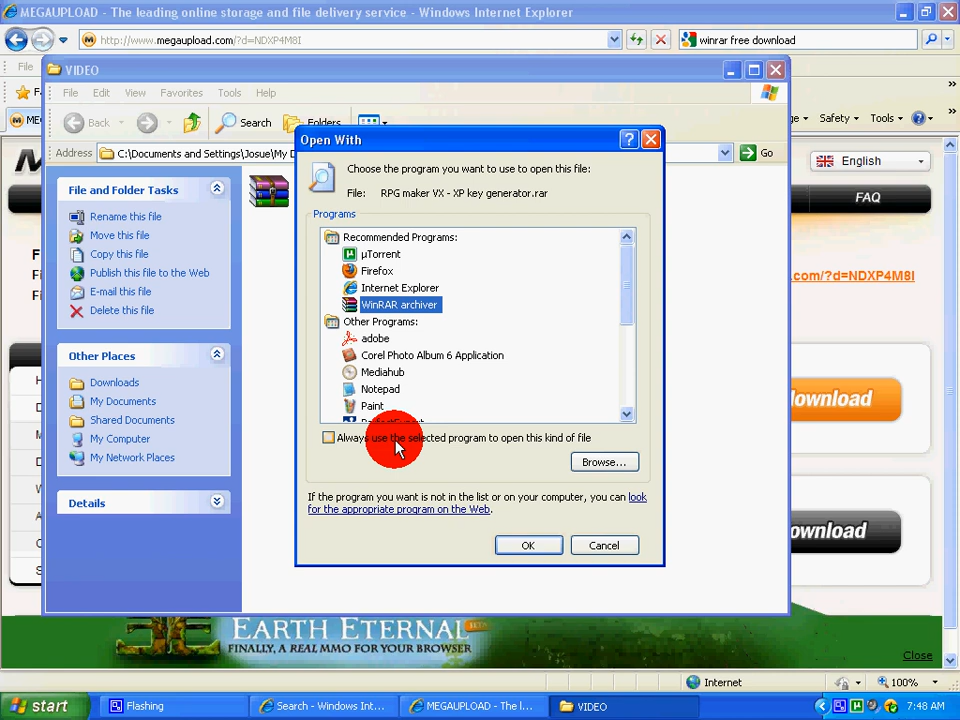 MEGAUPLOAD - The leading online storage and file delivery service - Windows Internet Explorer
http://www.megaupload.com/?d=NDXP4M8I
winrar free download
File
VIDEO
File Edit View Favorites Tools Help
Back
Search
Folders
Safety
Tools
Address
C:\Documents and Settings\Josue\My D
Go
Open With
Choose the program you want to use to open this file:
File: RPG maker VX - XP key generator.rar
Programs
Recommended Programs:
µTorrent
Firefox
Internet Explorer
WinRAR archiver
Other Programs:
adobe
Corel Photo Album 6 Application
Mediahub
Notepad
Paint
Always use the selected program to open this kind of file
Browse...
If the program you want is not in the list or on your computer, you can look
for the appropriate program on the Web.
OK
Cancel
File and Folder Tasks
Rename this file
Move this file
Copy this file
Publish this file to the Web
E-mail this file
Delete this file
Other Places
Downloads
My Documents
Shared Documents
My Computer
My Network Places
Details
English
FAQ
.com/?d=NDXP4M8I
ownload
ownload
EARTH ETERNAL BETA
FINALLY, A REAL MMO FOR YOUR BROWSER
Close
Internet
100%
start
Flashing
Search - Windows Int...
MEGAUPLOAD - The l...
VIDEO
7:48 AM